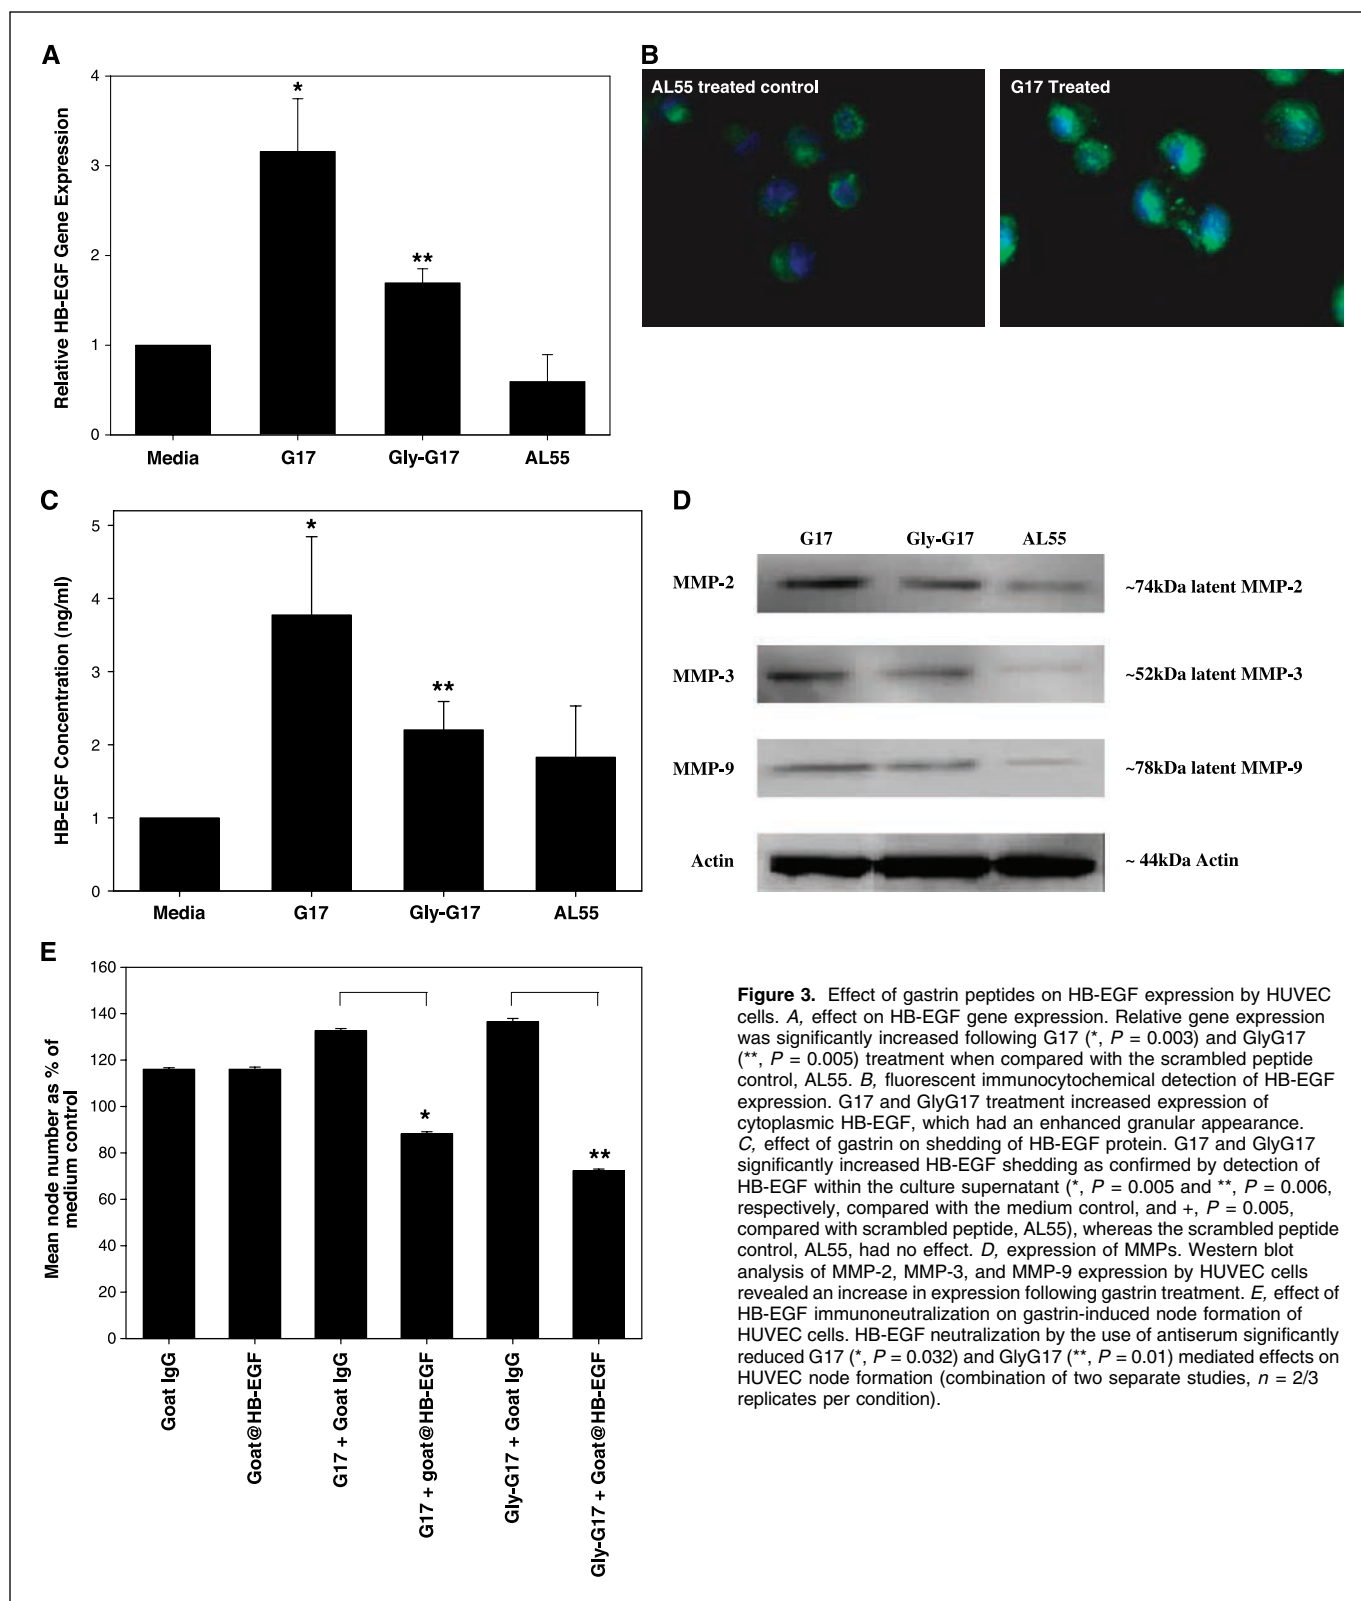 A
Relative HB-EGF Gene Expression
4
3
2
1
0
*
**
Media G17 Gly-G17 AL55
B
AL55 treated control
G17 Treated
C
HB-EGF Concentration (ng/ml)
5
4
3
2
1
0
*
**
Media G17 Gly-G17 AL55
D
G17 Gly-G17 AL55
MMP-2 ~74kDa latent MMP-2
MMP-3 ~52kDa latent MMP-3
MMP-9 ~78kDa latent MMP-9
Actin ~ 44kDa Actin
E
Mean node number as % of
medium control
160
140
120
100
80
60
40
20
0
*
**
Goat IgG
Goat@HB-EGF
G17 + Goat IgG
G17 + goat@HB-EGF
Gly-G17 + Goat IgG
Gly-G17 + Goat@HB-EGF
Figure 3. Effect of gastrin peptides on HB-EGF expression by HUVEC
cells. A, effect on HB-EGF gene expression. Relative gene expression
was significantly increased following G17 (*, P = 0.003) and GlyG17
(**, P = 0.005) treatment when compared with the scrambled peptide
control, AL55. B, fluorescent immunocytochemical detection of HB-EGF
expression. G17 and GlyG17 treatment increased expression of
cytoplasmic HB-EGF, which had an enhanced granular appearance.
C, effect of gastrin on shedding of HB-EGF protein. G17 and GlyG17
significantly increased HB-EGF shedding as confirmed by detection of
HB-EGF within the culture supernatant (*, P = 0.005 and **, P = 0.006,
respectively, compared with the medium control, and +, P = 0.005,
compared with scrambled peptide, AL55), whereas the scrambled peptide
control, AL55, had no effect. D, expression of MMPs. Western blot
analysis of MMP-2, MMP-3, and MMP-9 expression by HUVEC cells
revealed an increase in expression following gastrin treatment. E, effect of
HB-EGF immunoneutralization on gastrin-induced node formation of
HUVEC cells. HB-EGF neutralization by the use of antiserum significantly
reduced G17 (*, P = 0.032) and GlyG17 (**, P = 0.01) mediated effects on
HUVEC node formation (combination of two separate studies, n = 2/3
replicates per condition).